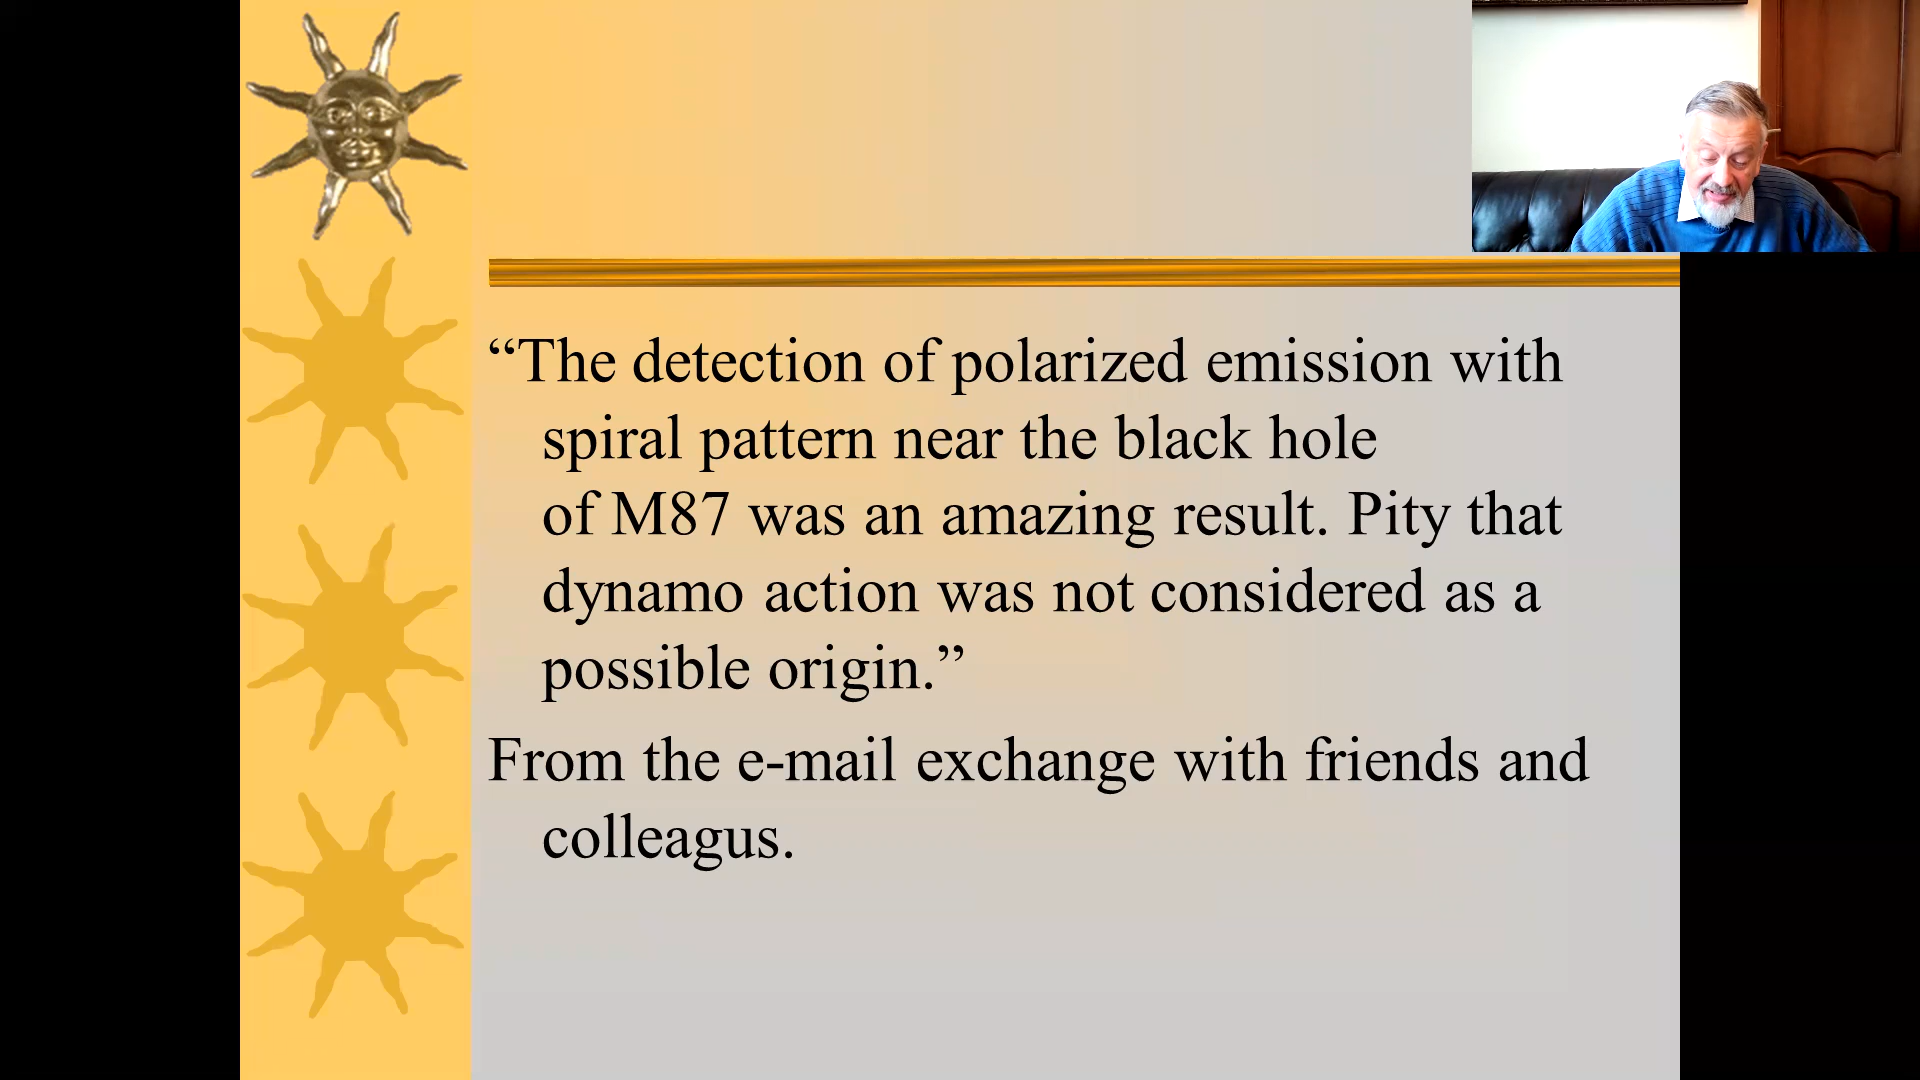 “The detection of polarized emission with
spiral pattern near the black hole
of M87 was an amazing result. Pity that
dynamo action was not considered as a
possible origin.”
From the e-mail exchange with friends and
colleagus.